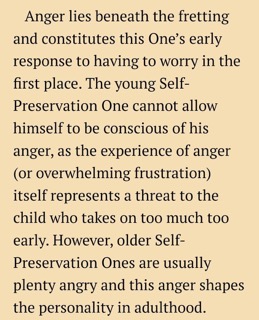 Anger lies beneath the fretting
and constitutes this One’s early
response to having to worry in the
first place. The young Self-
Preservation One cannot allow
himself to be conscious of his
anger, as the experience of anger
(or overwhelming frustration)
itself represents a threat to the
child who takes on too much too
early. However, older Self-
Preservation Ones are usually
plenty angry and this anger shapes
the personality in adulthood.